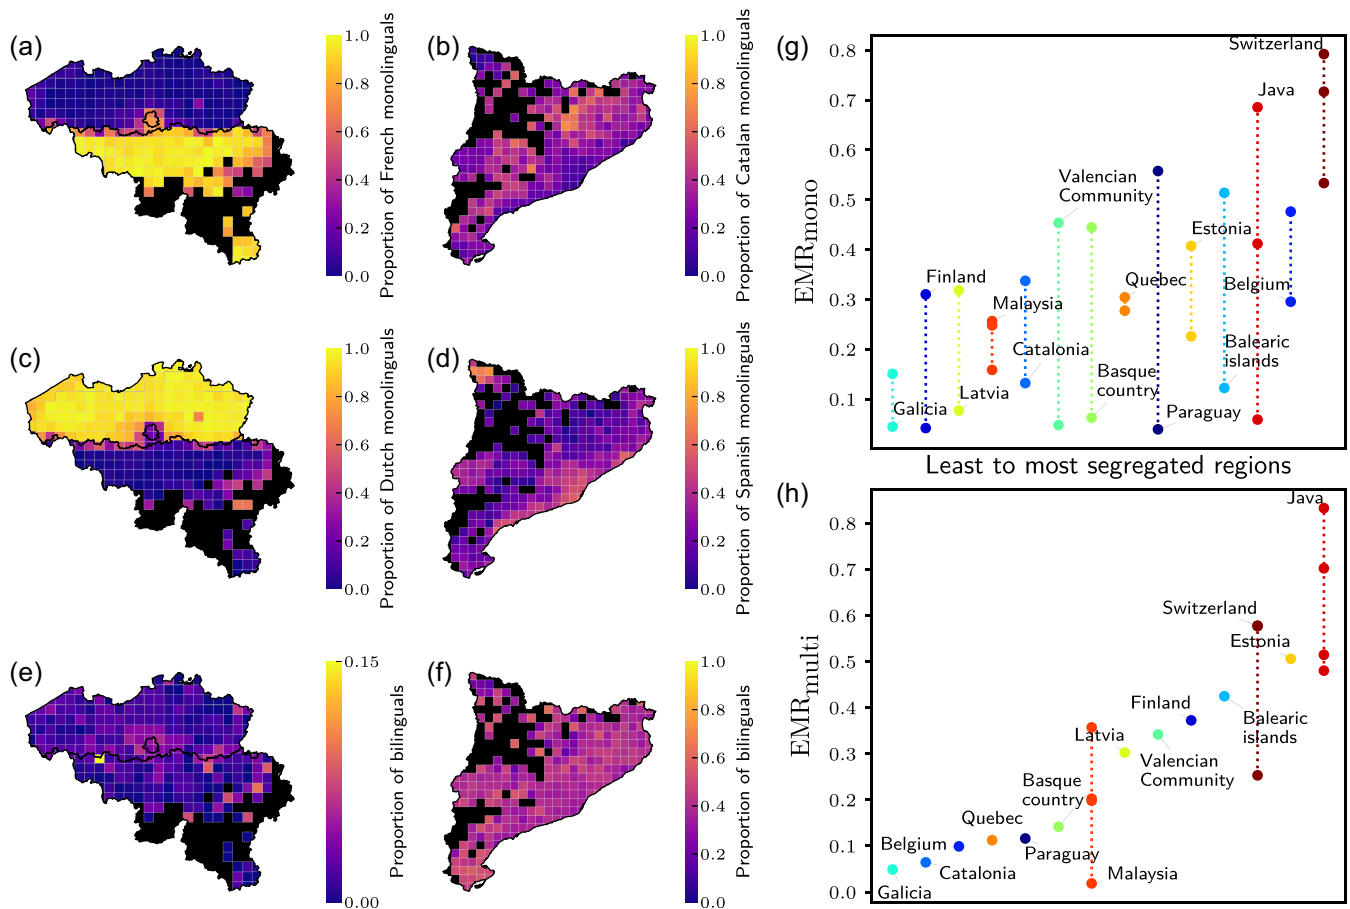 (a)
1.0
0.8
0.6
0.4
0.2
0.0
Proportion of French monolinguals
(b)
1.0
0.8
0.6
0.4
0.2
0.0
Proportion of Catalan monolinguals
(c)
1.0
0.8
0.6
0.4
0.2
0.0
Proportion of Dutch monolinguals
(d)
1.0
0.8
0.6
0.4
0.2
0.0
Proportion of Spanish monolinguals
(e)
0.15
0.00
Proportion of bilinguals
(f)
1.0
0.8
0.6
0.4
0.2
0.0
Proportion of bilinguals
(g)
0.8
0.7
0.6
0.5
0.4
0.3
0.2
0.1
EMRmono
Switzerland
Java
Valencian
Community
Estonia
Finland
Quebec
Belgium
Malaysia
Catalonia
Balearic
islands
Basque
country
Latvia
Galicia
Paraguay
Least to most segregated regions
(h)
0.8
0.7
0.6
0.5
0.4
0.3
0.2
0.1
0.0
EMRmulti
Java
Switzerland
Estonia
Finland
Balearic
islands
Latvia
Valencian
Community
Basque
country
Quebec
Belgium
Paraguay
Catalonia
Malaysia
Galicia